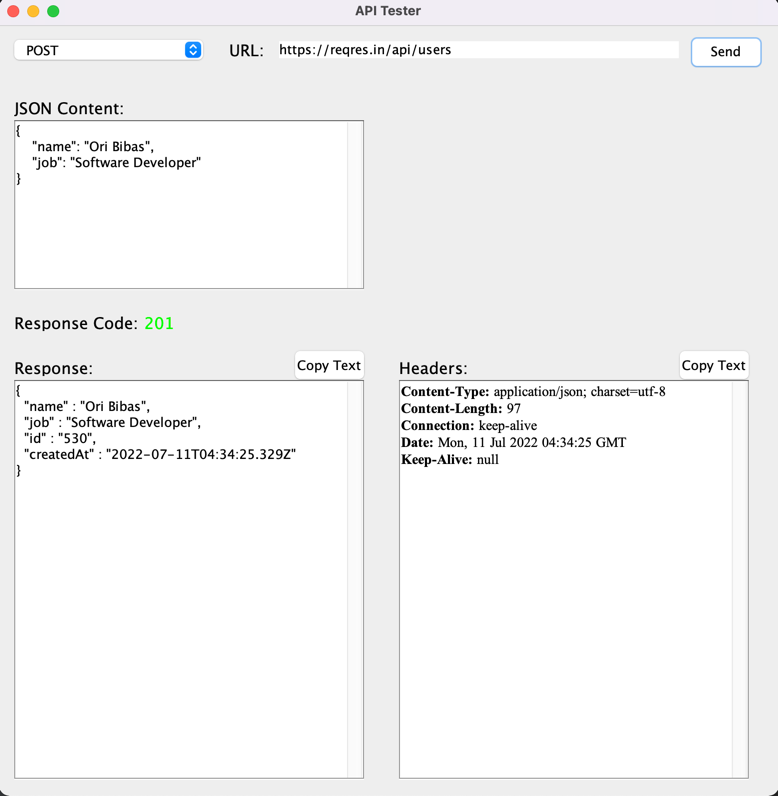 API Tester
POST URL: https://reqres.in/api/users Send
JSON Content:
{
    "name": "Ori Bibas",
    "job": "Software Developer"
}
Response Code: 201
Response: Copy Text
{
  "name" : "Ori Bibas",
  "job" : "Software Developer",
  "id" : "530",
  "createdAt" : "2022-07-11T04:34:25.329Z"
}
Headers: Copy Text
Content-Type: application/json; charset=utf-8
Content-Length: 97
Connection: keep-alive
Date: Mon, 11 Jul 2022 04:34:25 GMT
Keep-Alive: null